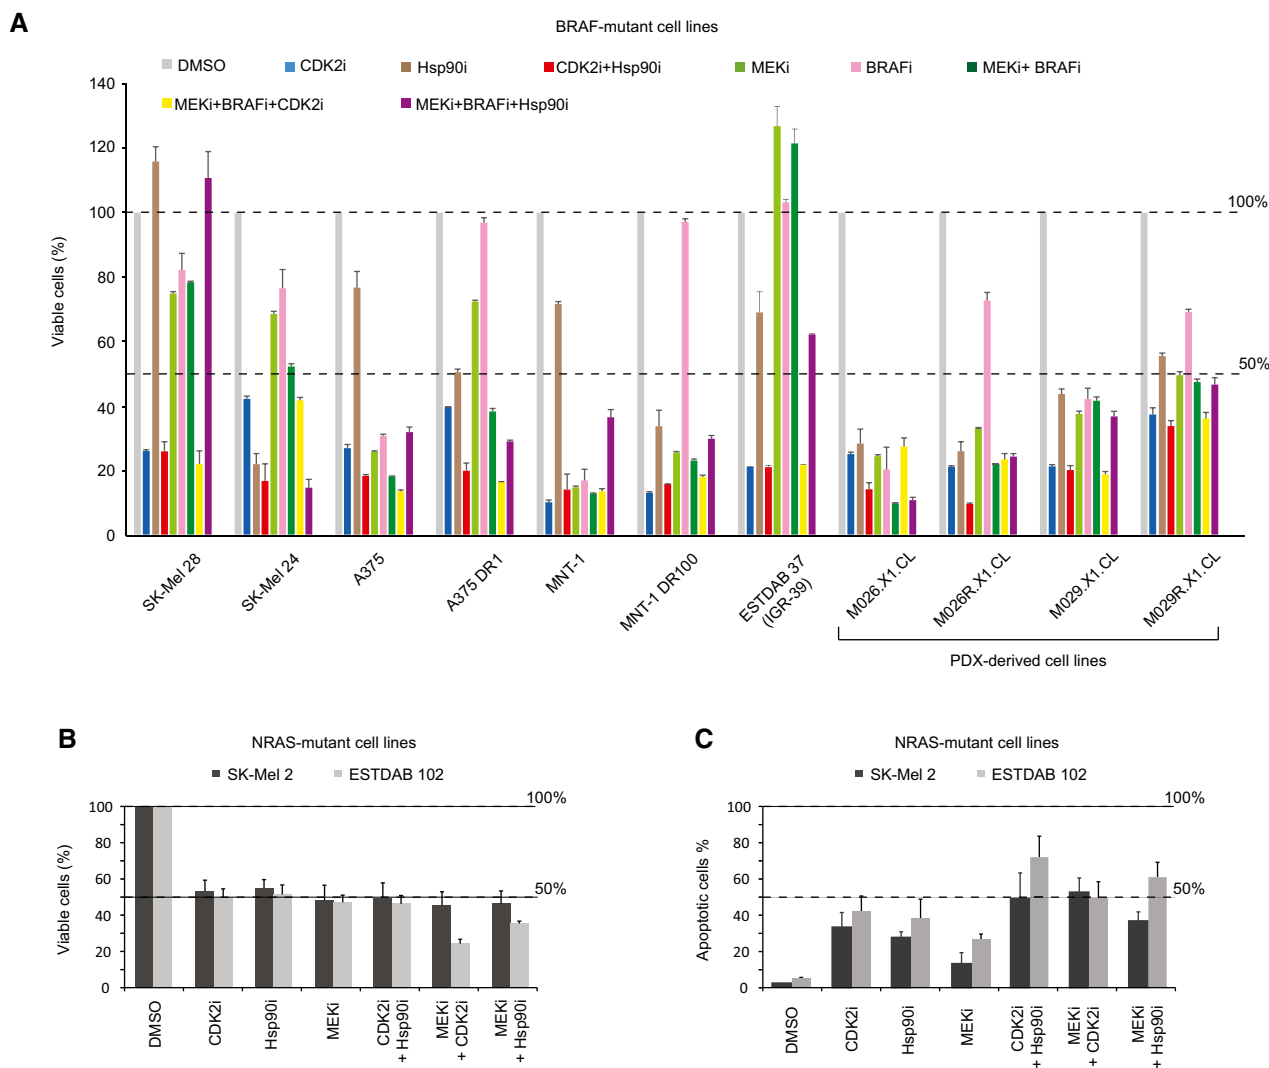 A
BRAF-mutant cell lines
DMSO CDK2i Hsp90i CDK2i+Hsp90i MEKi BRAFi MEKi+ BRAFi
MEKi+BRAFi+CDK2i MEKi+BRAFi+Hsp90i
Viable cells (%)
140
120
100
80
60
40
20
0
100%
50%
SK-Mel 28
SK-Mel 24
A375
A375 DR1
MNT-1
MNT-1 DR100
ESTDAB 37
(IGR-39)
M026.X1.CL
M026R.X1.CL
M029.X1.CL
M029R.X1.CL
PDX-derived cell lines
B
NRAS-mutant cell lines
SK-Mel 2 ESTDAB 102
Viable cells (%)
100
80
60
40
20
0
100%
50%
DMSO
CDK2i
Hsp90i
MEKi
CDK2i
+ Hsp90i
MEKi
+ CDK2i
MEKi
+ Hsp90i
C
NRAS-mutant cell lines
SK-Mel 2 ESTDAB 102
Apoptotic cells %
100
80
60
40
20
0
100%
50%
DMSO
CDK2i
Hsp90i
MEKi
CDK2i
+ Hsp90i
MEKi
+ CDK2i
MEKi
+ Hsp90i